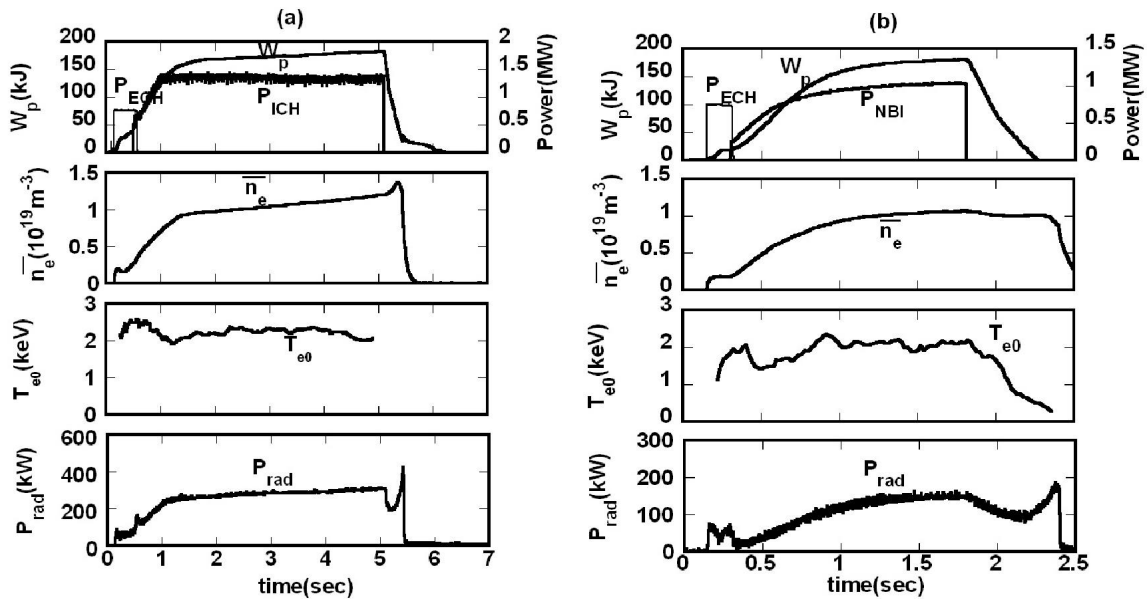 (a)
W_p(kJ)
200
150
100
50
0
P_ECH
W_p
P_ICH
2
1.5
1
0.5
0
Power(MW)
n_e(10^19 m^-3)
1.5
1
0.5
0
n_e
T_e0(keV)
3
2
1
0
T_e0
P_rad(kW)
600
400
200
0
P_rad
0 1 2 3 4 5 6 7
time(sec)
(b)
W_p(kJ)
200
150
100
50
0
P_ECH
W_p
P_NBI
1.5
1
0.5
0
Power(MW)
n_e(10^19 m^-3)
1.5
1
0.5
0
n_e
T_e0(keV)
3
2
1
0
T_e0
P_rad(kW)
300
200
100
0
P_rad
0 0.5 1 1.5 2 2.5
time(sec)